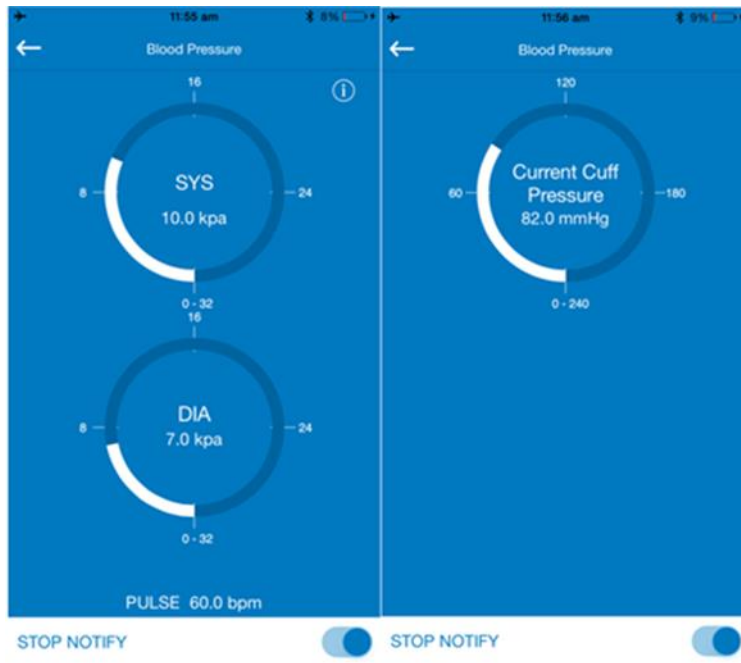 11:55 am 8%
Blood Pressure
16
8
SYS
10.0 kpa
24
0 - 32
16
8
DIA
7.0 kpa
24
0 - 32
PULSE 60.0 bpm
STOP NOTIFY
11:56 am 9%
Blood Pressure
120
60
Current Cuff
Pressure
82.0 mmHg
180
0 - 240
STOP NOTIFY